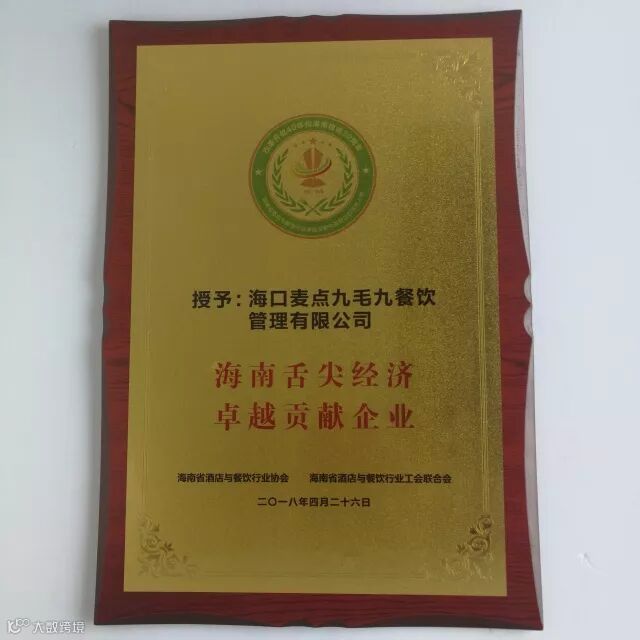 授予：海口麦点九毛九餐饮
管理有限公司
海南舌尖经济
卓越贡献企业
海南省酒店与餐饮行业协会 海南省酒店与餐饮行业工会联合会
二〇一八年四月二十六日
大数跨境